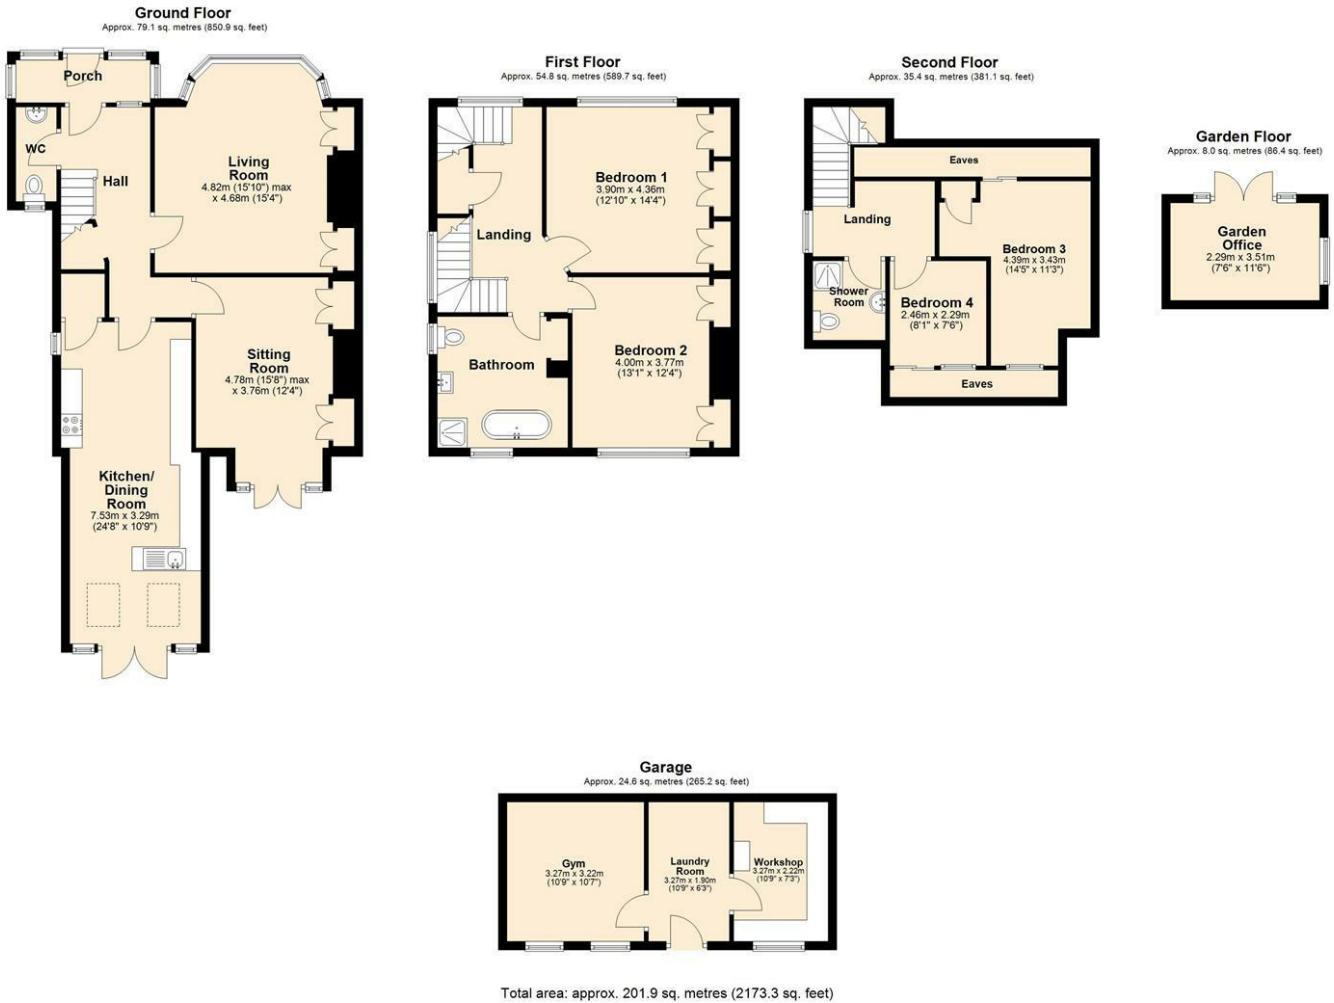 Ground Floor
Approx. 79.1 sq. metres (850.9 sq. feet)
Porch
WC
Hall
Living
Room
4.82m (15'10") max
x 4.68m (15'4")
Sitting
Room
4.78m (15'8") max
x 3.76m (12'4")
Kitchen/
Dining
Room
7.53m x 3.29m
(24'8" x 10'9")
First Floor
Approx. 54.8 sq. metres (589.7 sq. feet)
Bedroom 1
3.90m x 4.36m
(12'10" x 14'4")
Landing
Bedroom 2
4.00m x 3.77m
(13'1" x 12'4")
Bathroom
Second Floor
Approx. 35.4 sq. metres (381.1 sq. feet)
Eaves
Landing
Bedroom 3
4.39m x 3.43m
(14'5" x 11'3")
Shower
Room
Bedroom 4
2.46m x 2.29m
(8'1" x 7'6")
Eaves
Garden Floor
Approx. 8.0 sq. metres (86.4 sq. feet)
Garden
Office
2.29m x 3.51m
(7'6" x 11'6")
Garage
Approx. 24.6 sq. metres (265.2 sq. feet)
Gym
3.27m x 3.22m
(10'9" x 10'7")
Laundry
Room
3.27m x 1.90m
(10'9" x 6'3")
Workshop
3.27m x 2.22m
(10'9" x 7'3")
Total area: approx. 201.9 sq. metres (2173.3 sq. feet)